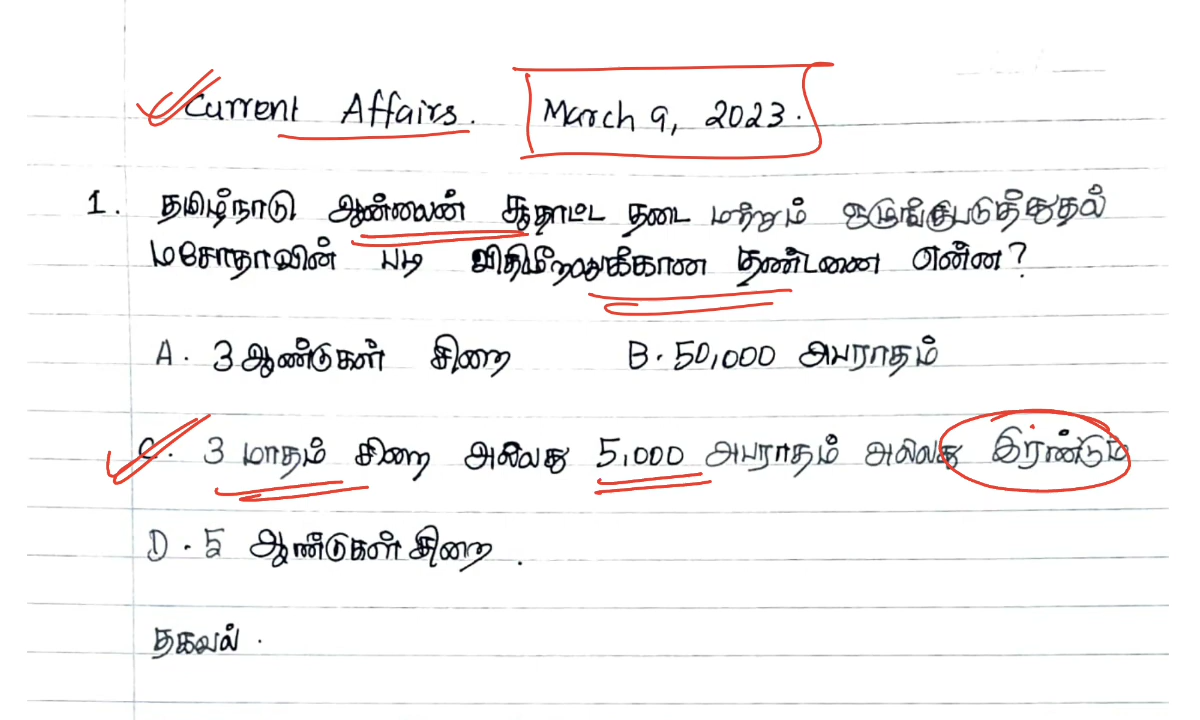 Current Affairs. March 9, 2023.
1. தமிழ்நாடு ஆன்லைன் சூதாட்ட தடை மற்றும் ஒழுங்குபடுத்துதல்
மசோதாவின் படி விதிமீறலுக்கான தண்டனை என்ன?
A. 3 ஆண்டுகள் சிறை B. 50,000 அபராதம்
C. 3 மாதம் சிறை அல்லது 5,000 அபராதம் அல்லது இரண்டும்
D. 5 ஆண்டுகள் சிறை.
தகவல்.